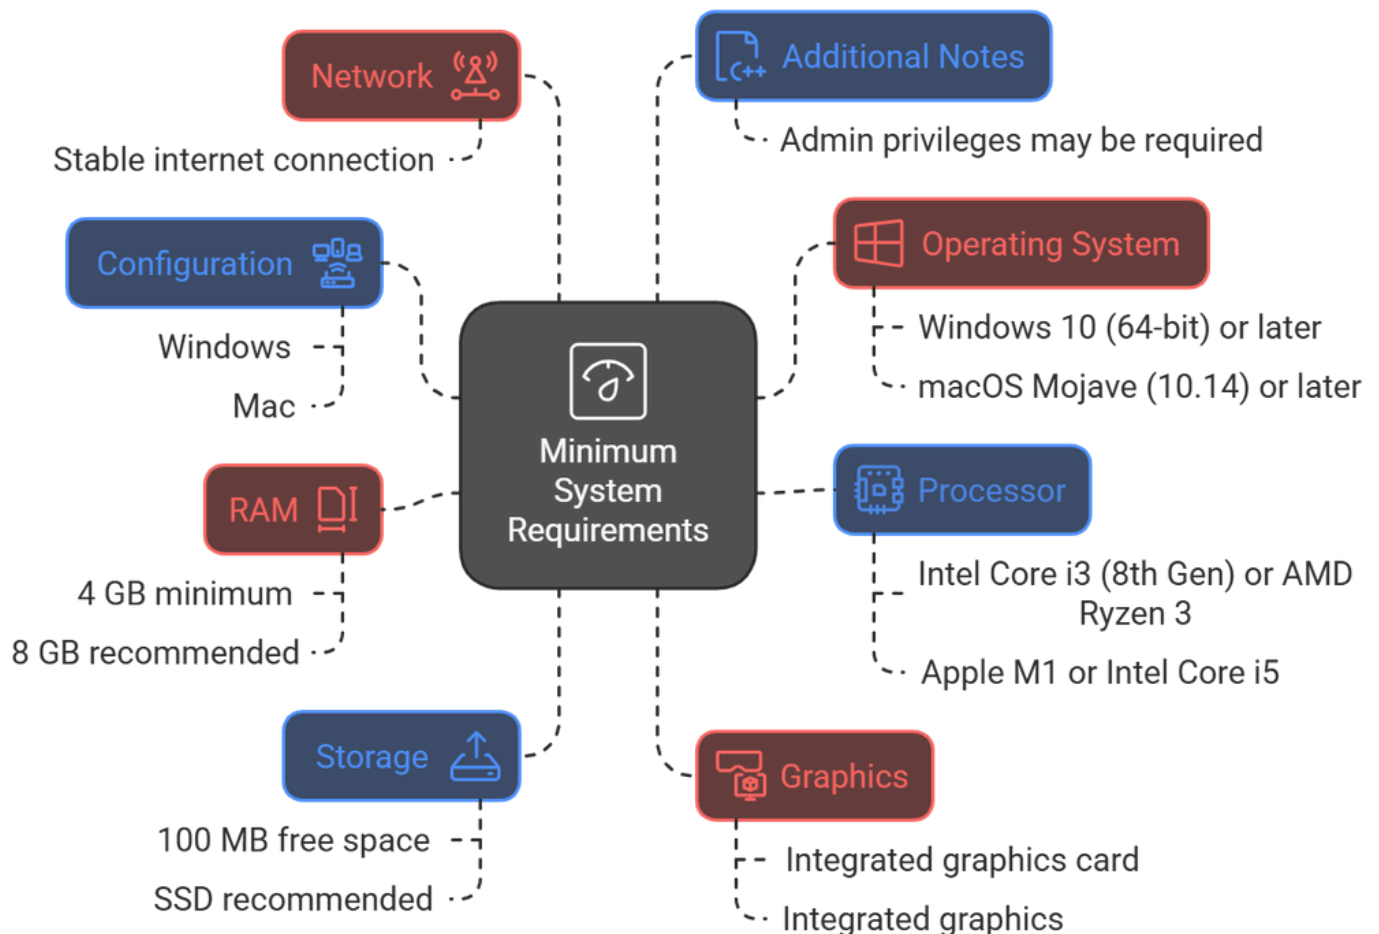 Network
Stable internet connection
Additional Notes
C++
Admin privileges may be required
Configuration
Windows
Mac
Operating System
Windows 10 (64-bit) or later
macOS Mojave (10.14) or later
Minimum
System
Requirements
RAM
4 GB minimum
8 GB recommended
Processor
Intel Core i3 (8th Gen) or AMD
Ryzen 3
Apple M1 or Intel Core i5
Storage
100 MB free space
SSD recommended
Graphics
Integrated graphics card
Integrated graphics